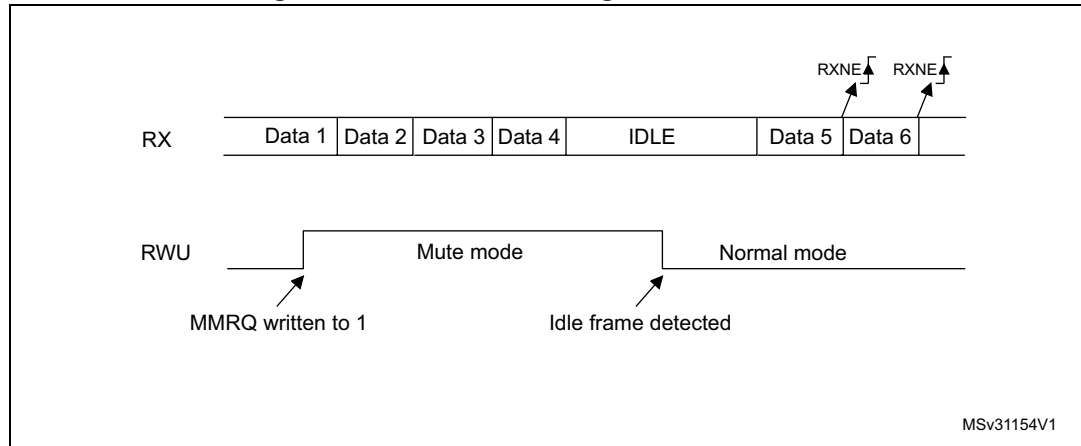 RXNE RXNE
RX Data 1 Data 2 Data 3 Data 4 IDLE Data 5 Data 6
RWU Mute mode Normal mode
MMRQ written to 1 Idle frame detected
MSv31154V1